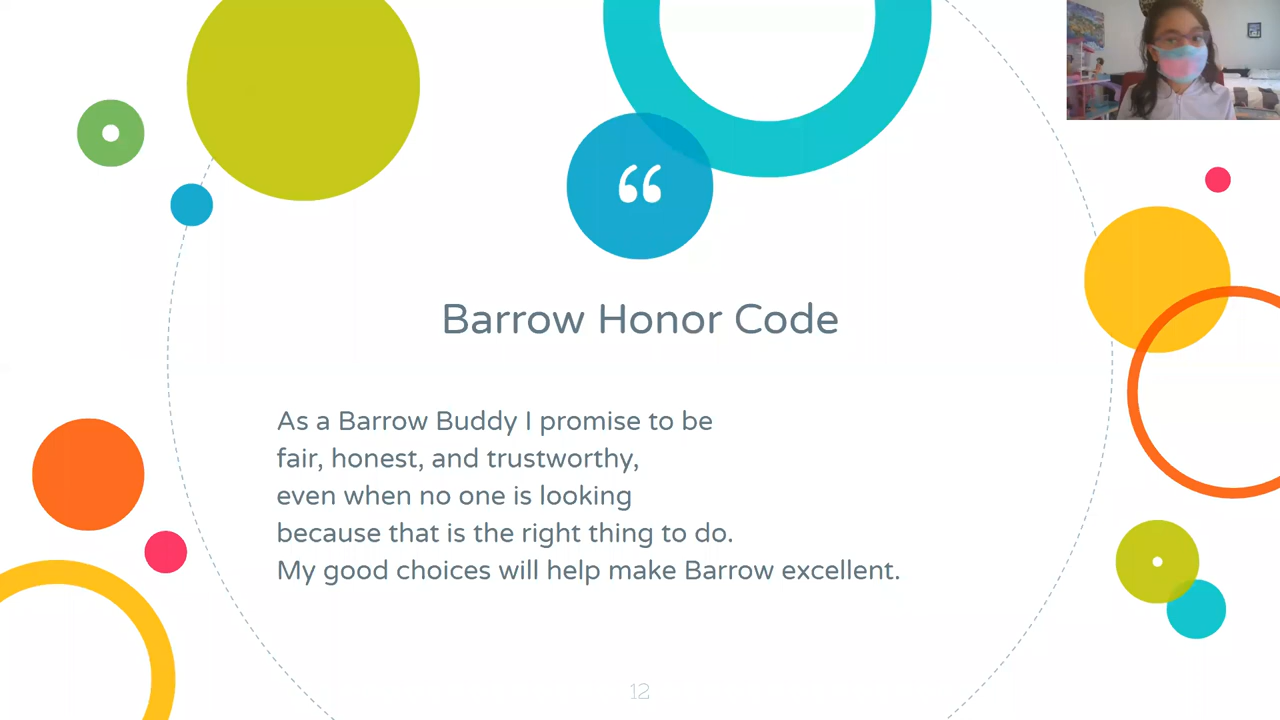 “
Barrow Honor Code
As a Barrow Buddy I promise to be
fair, honest, and trustworthy,
even when no one is looking
because that is the right thing to do.
My good choices will help make Barrow excellent.
12